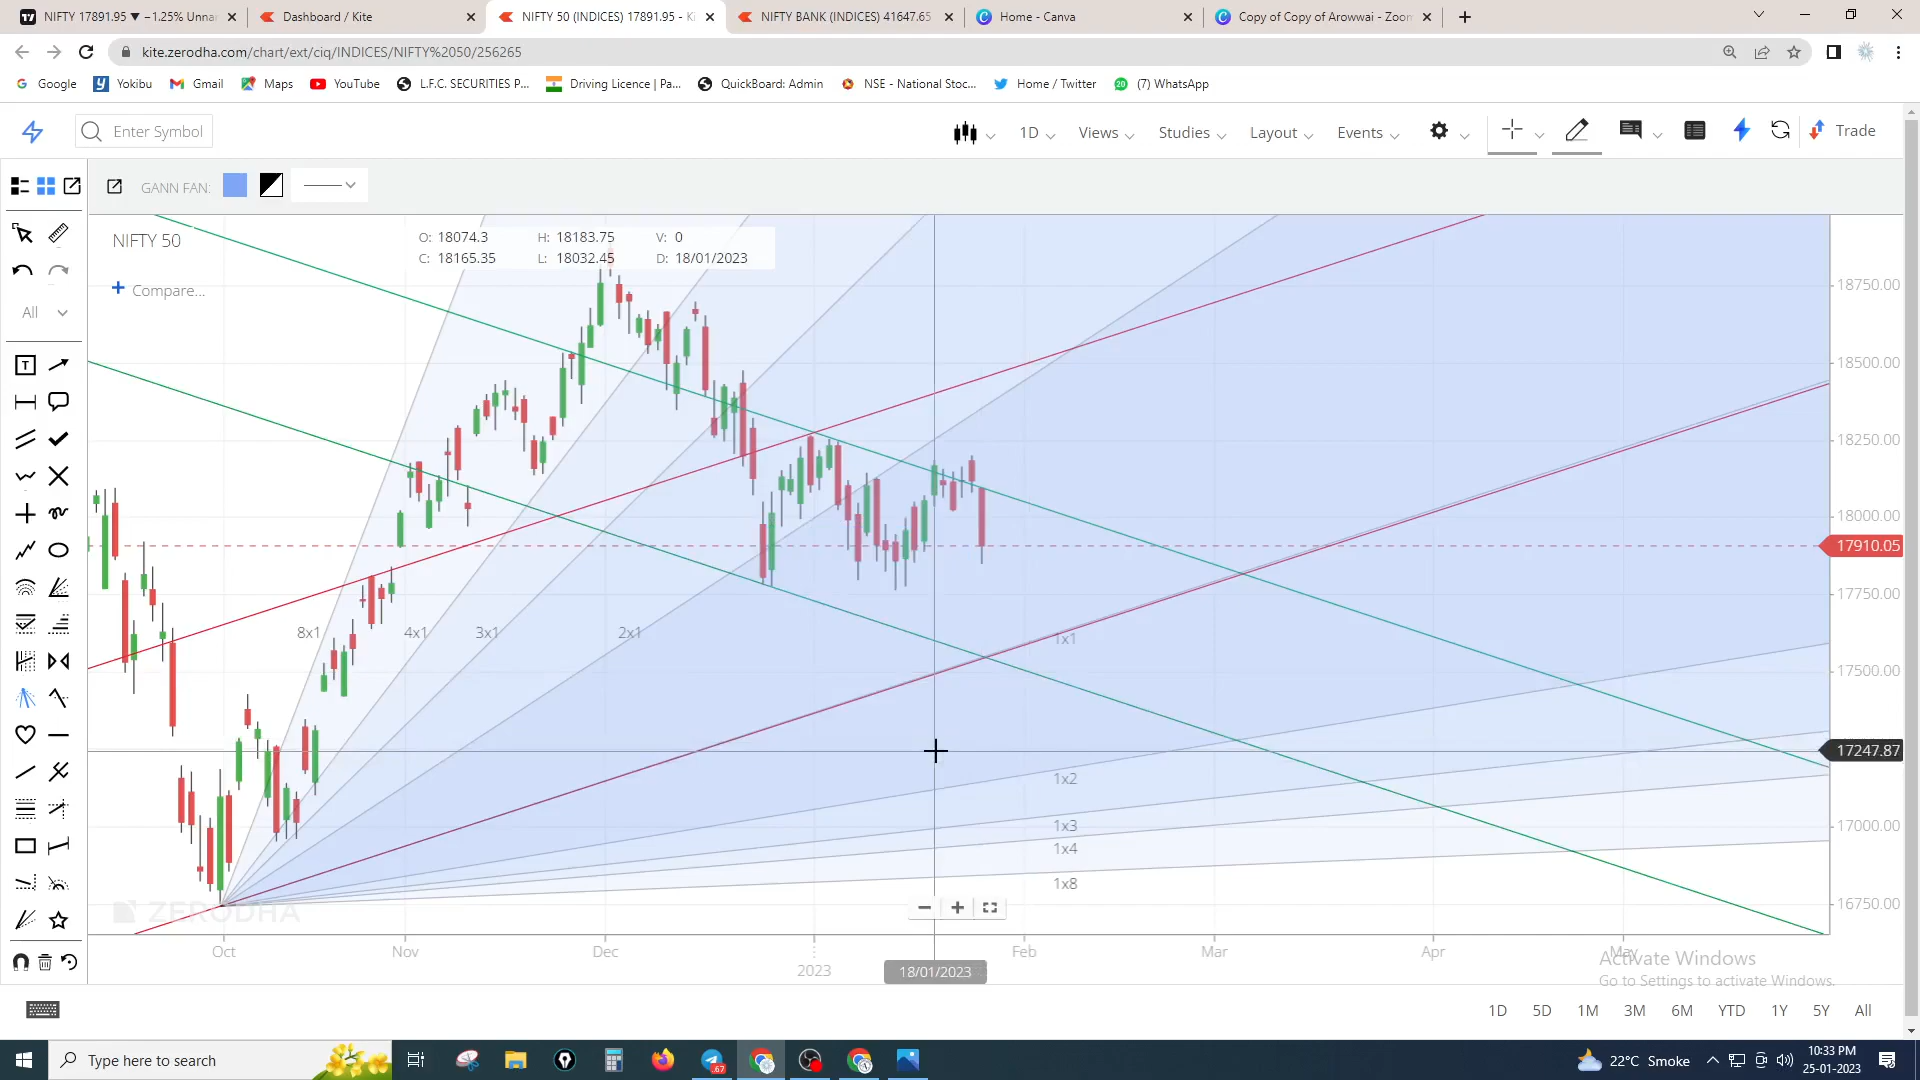 NIFTY 17891.95 ▼ −1.25% Unnar
Dashboard / Kite
NIFTY 50 (INDICES) 17891.95 - Ki
NIFTY BANK (INDICES) 41647.65
Home - Canva
Copy of Copy of Arowwai - Zoom
kite.zerodha.com/chart/ext/ciq/INDICES/NIFTY%2050/256265
Google
Yokibu
Gmail
Maps
YouTube
L.F.C. SECURITIES P...
Driving Licence | Pa...
QuickBoard: Admin
NSE - National Stoc...
Home / Twitter
(7) WhatsApp
Enter Symbol
1D
Views
Studies
Layout
Events
Trade
GANN FAN:
NIFTY 50
O: 18074.3 H: 18183.75 V: 0
C: 18165.35 L: 18032.45 D: 18/01/2023
+ Compare...
All
18750.00
18500.00
18250.00
18000.00
17910.05
17750.00
17500.00
17247.87
17000.00
16750.00
8x1
4x1
3x1
2x1
1x1
1x2
1x3
1x4
1x8
ZERODHA
Oct
Nov
Dec
2023
18/01/2023
Feb
Mar
Apr
May
Activate Windows
Go to Settings to activate Windows.
1D 5D 1M 3M 6M YTD 1Y 5Y All
Type here to search
22°C Smoke
10:33 PM
25-01-2023